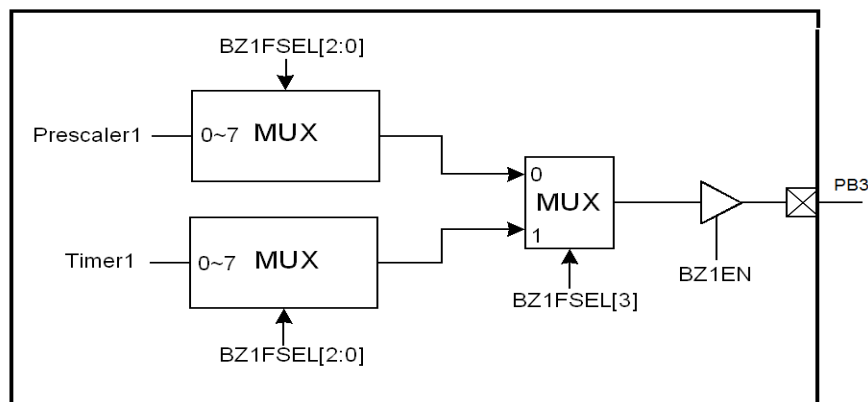 BZ1FSEL[2:0]
Prescaler1
0~7 MUX
0
MUX
1
PB3
Timer1
0~7 MUX
BZ1EN
BZ1FSEL[3]
BZ1FSEL[2:0]